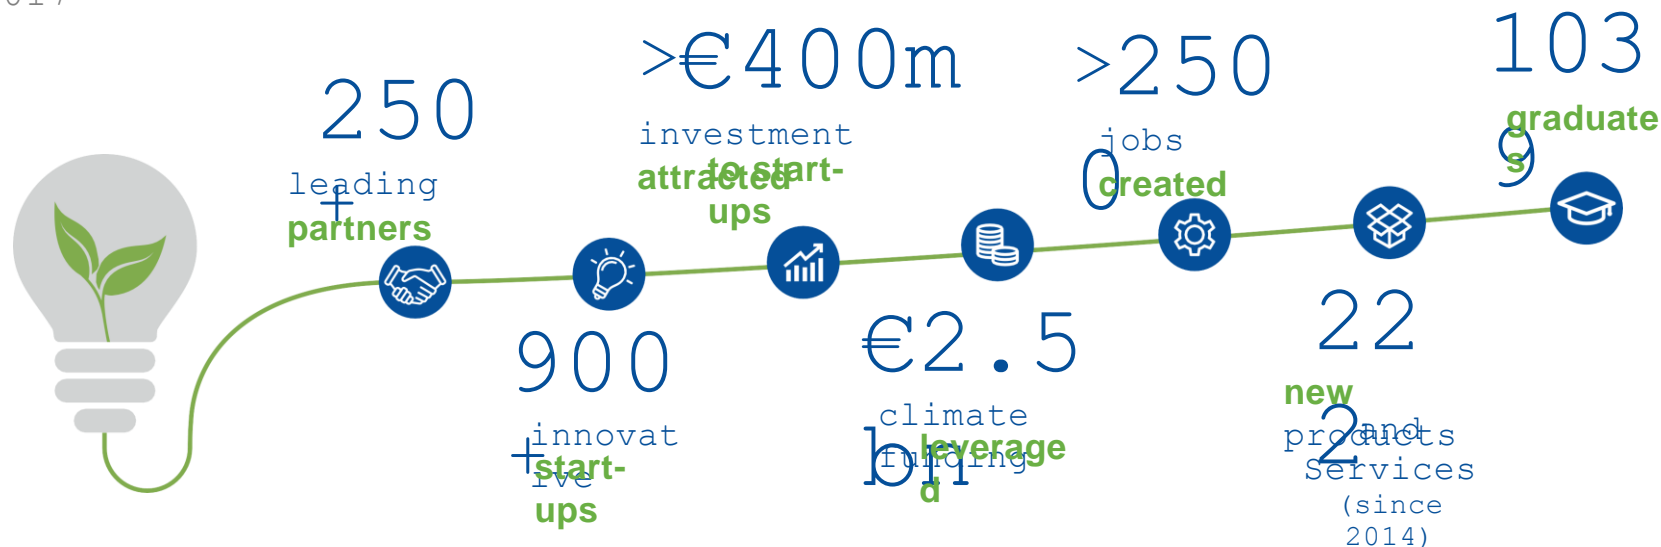 250
+
leading
partners
900
+
innovat
ive
start-
ups
>€400m
investment
attracted
to start-
ups
€2.5
bn
climate
funding
leverage
d
>250
0
jobs
created
22
2
new
products
and
Services
(since
2014)
103
9
graduate
s